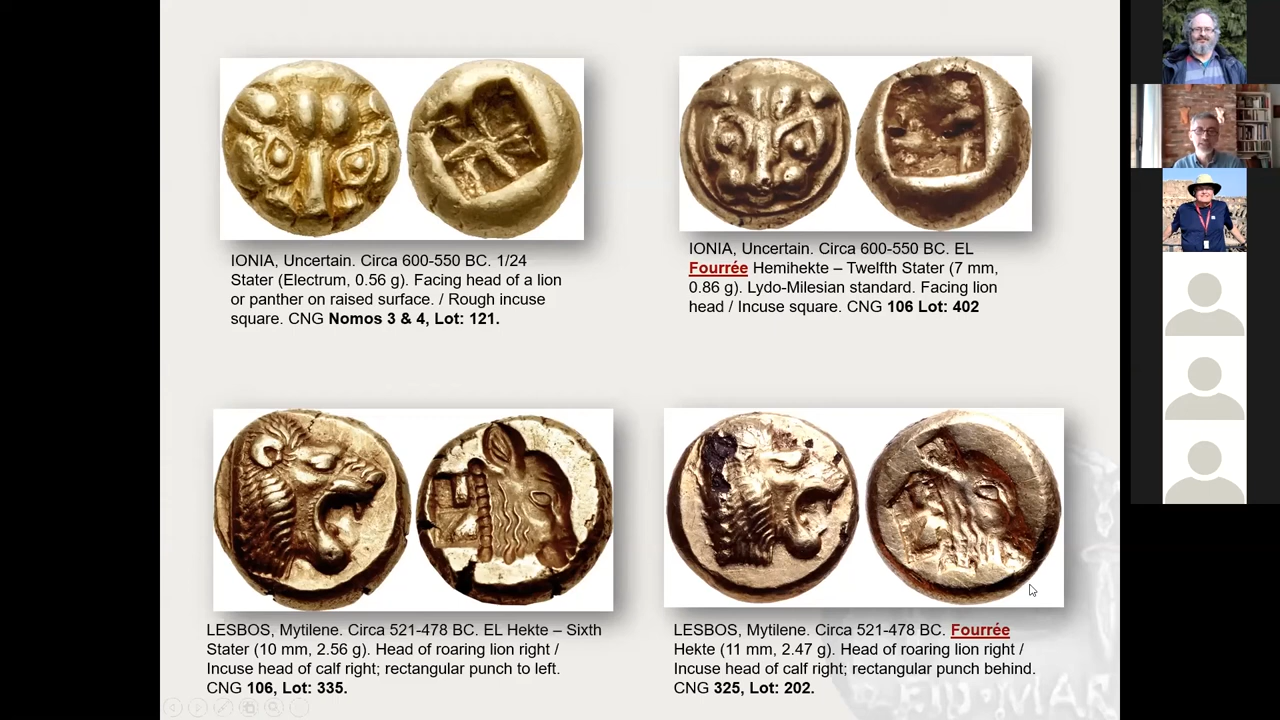 IONIA, Uncertain. Circa 600-550 BC. 1/24
Stater (Electrum, 0.56 g). Facing head of a lion
or panther on raised surface. / Rough incuse
square. CNG Nomos 3 & 4, Lot: 121.
IONIA, Uncertain. Circa 600-550 BC. EL
Fourrée Hemihekte – Twelfth Stater (7 mm,
0.86 g). Lydo-Milesian standard. Facing lion
head / Incuse square. CNG 106 Lot: 402
LESBOS, Mytilene. Circa 521-478 BC. EL Hekte – Sixth
Stater (10 mm, 2.56 g). Head of roaring lion right /
Incuse head of calf right; rectangular punch to left.
CNG 106, Lot: 335.
LESBOS, Mytilene. Circa 521-478 BC. Fourrée
Hekte (11 mm, 2.47 g). Head of roaring lion right /
Incuse head of calf right; rectangular punch behind.
CNG 325, Lot: 202.